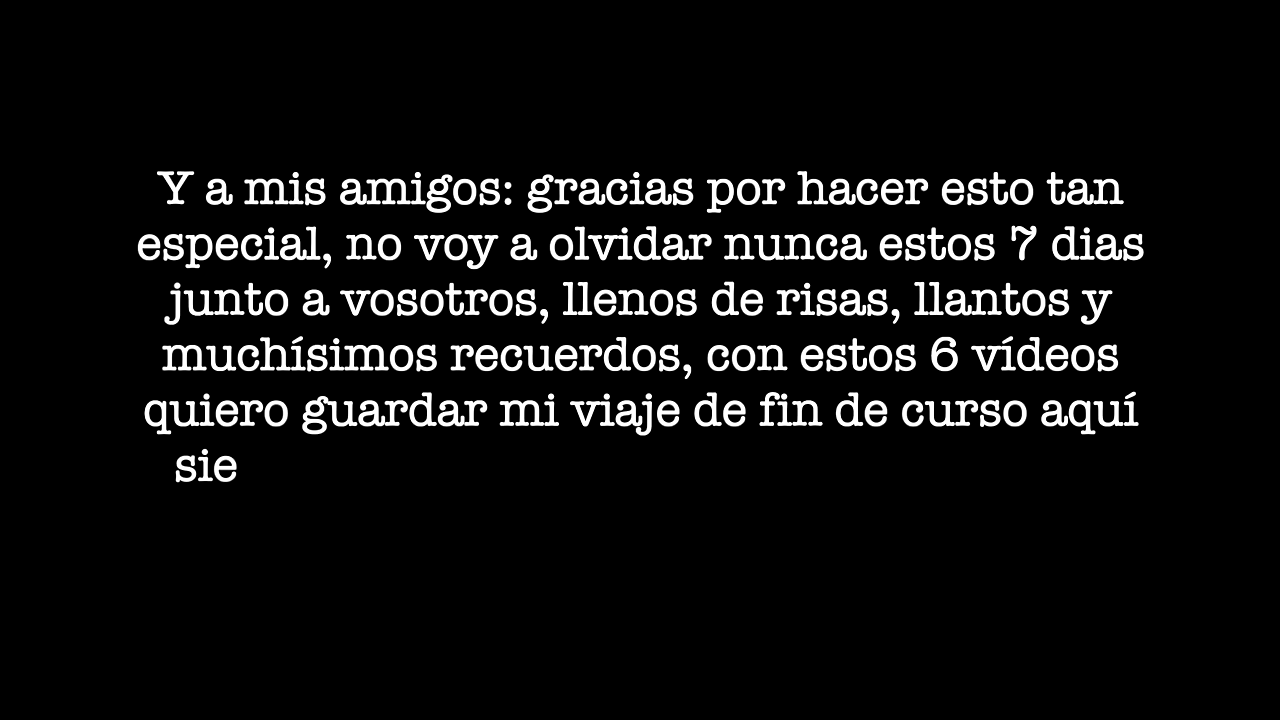 Y a mis amigos: gracias por hacer esto tan
especial, no voy a olvidar nunca estos 7 dias
junto a vosotros, llenos de risas, llantos y
muchísimos recuerdos, con estos 6 vídeos
quiero guardar mi viaje de fin de curso aquí
sie